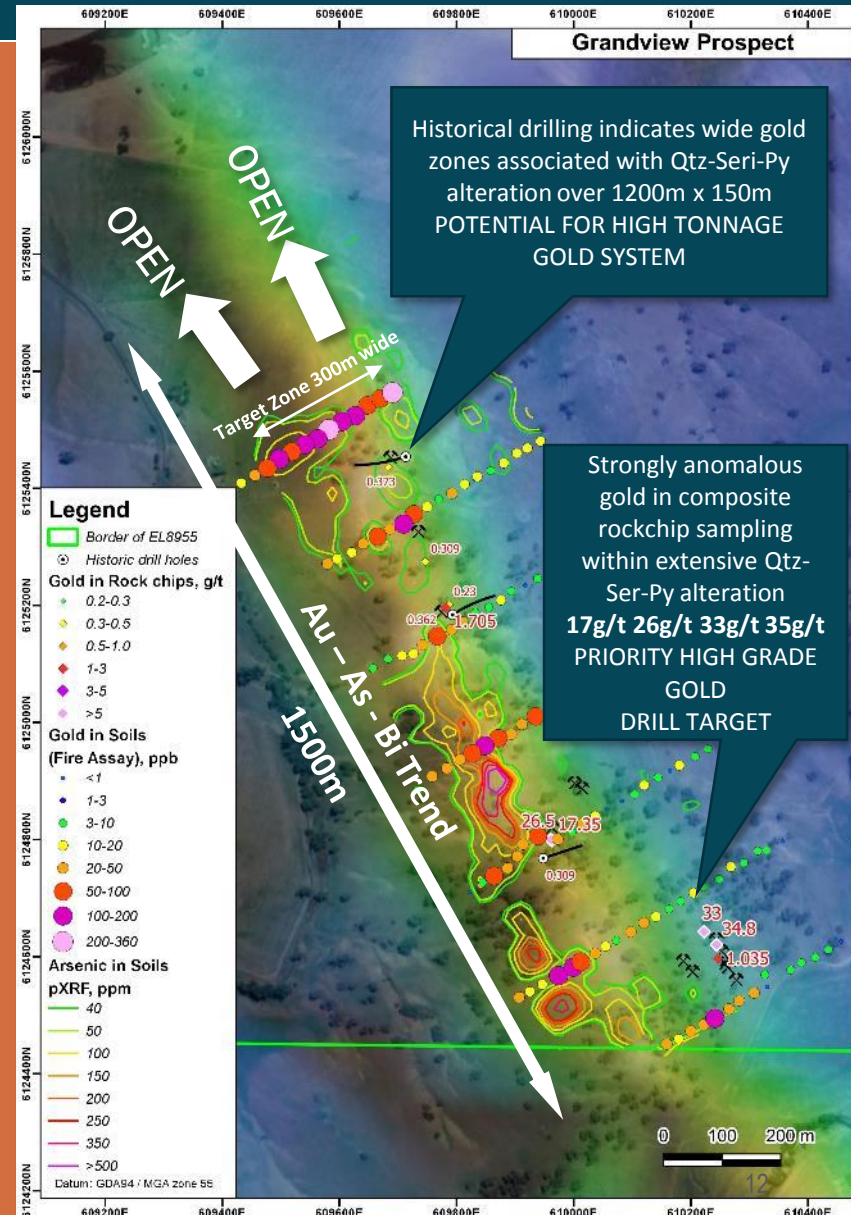 609200E 609400E 609600E 609800E 610000E 610200E 610400E
Grandview Prospect
6126000N
6125800N
6125600N
6125400N
6125200N
6125000N
6124800N
6124600N
6124400N
6124200N
Historical drilling indicates wide gold
zones associated with Qtz-Seri-Py
alteration over 1200m x 150m
POTENTIAL FOR HIGH TONNAGE
GOLD SYSTEM
OPEN
OPEN
Target Zone 300m wide
Strongly anomalous
gold in composite
rockchip sampling
within extensive Qtz-
Ser-Py alteration
17g/t 26g/t 33g/t 35g/t
PRIORITY HIGH GRADE
GOLD
DRILL TARGET
0.373
0.309
0.23
0.362 1.705
Au – As - Bi Trend
1500m
26.5 17.35
0.309
33
34.8
1.035
Legend
Border of EL8955
Historic drill holes
Gold in Rock chips, g/t
0.2-0.3
0.3-0.5
0.5-1.0
1-3
3-5
>5
Gold in Soils
(Fire Assay), ppb
<1
1-3
3-10
10-20
20-50
50-100
100-200
200-360
Arsenic in Soils
pXRF, ppm
40
50
100
150
200
250
350
>500
Datum: GDA94 / MGA zone 55
0 100 200 m
12
609200E 609400E 609600E 609800E 610000E 610200E 610400E